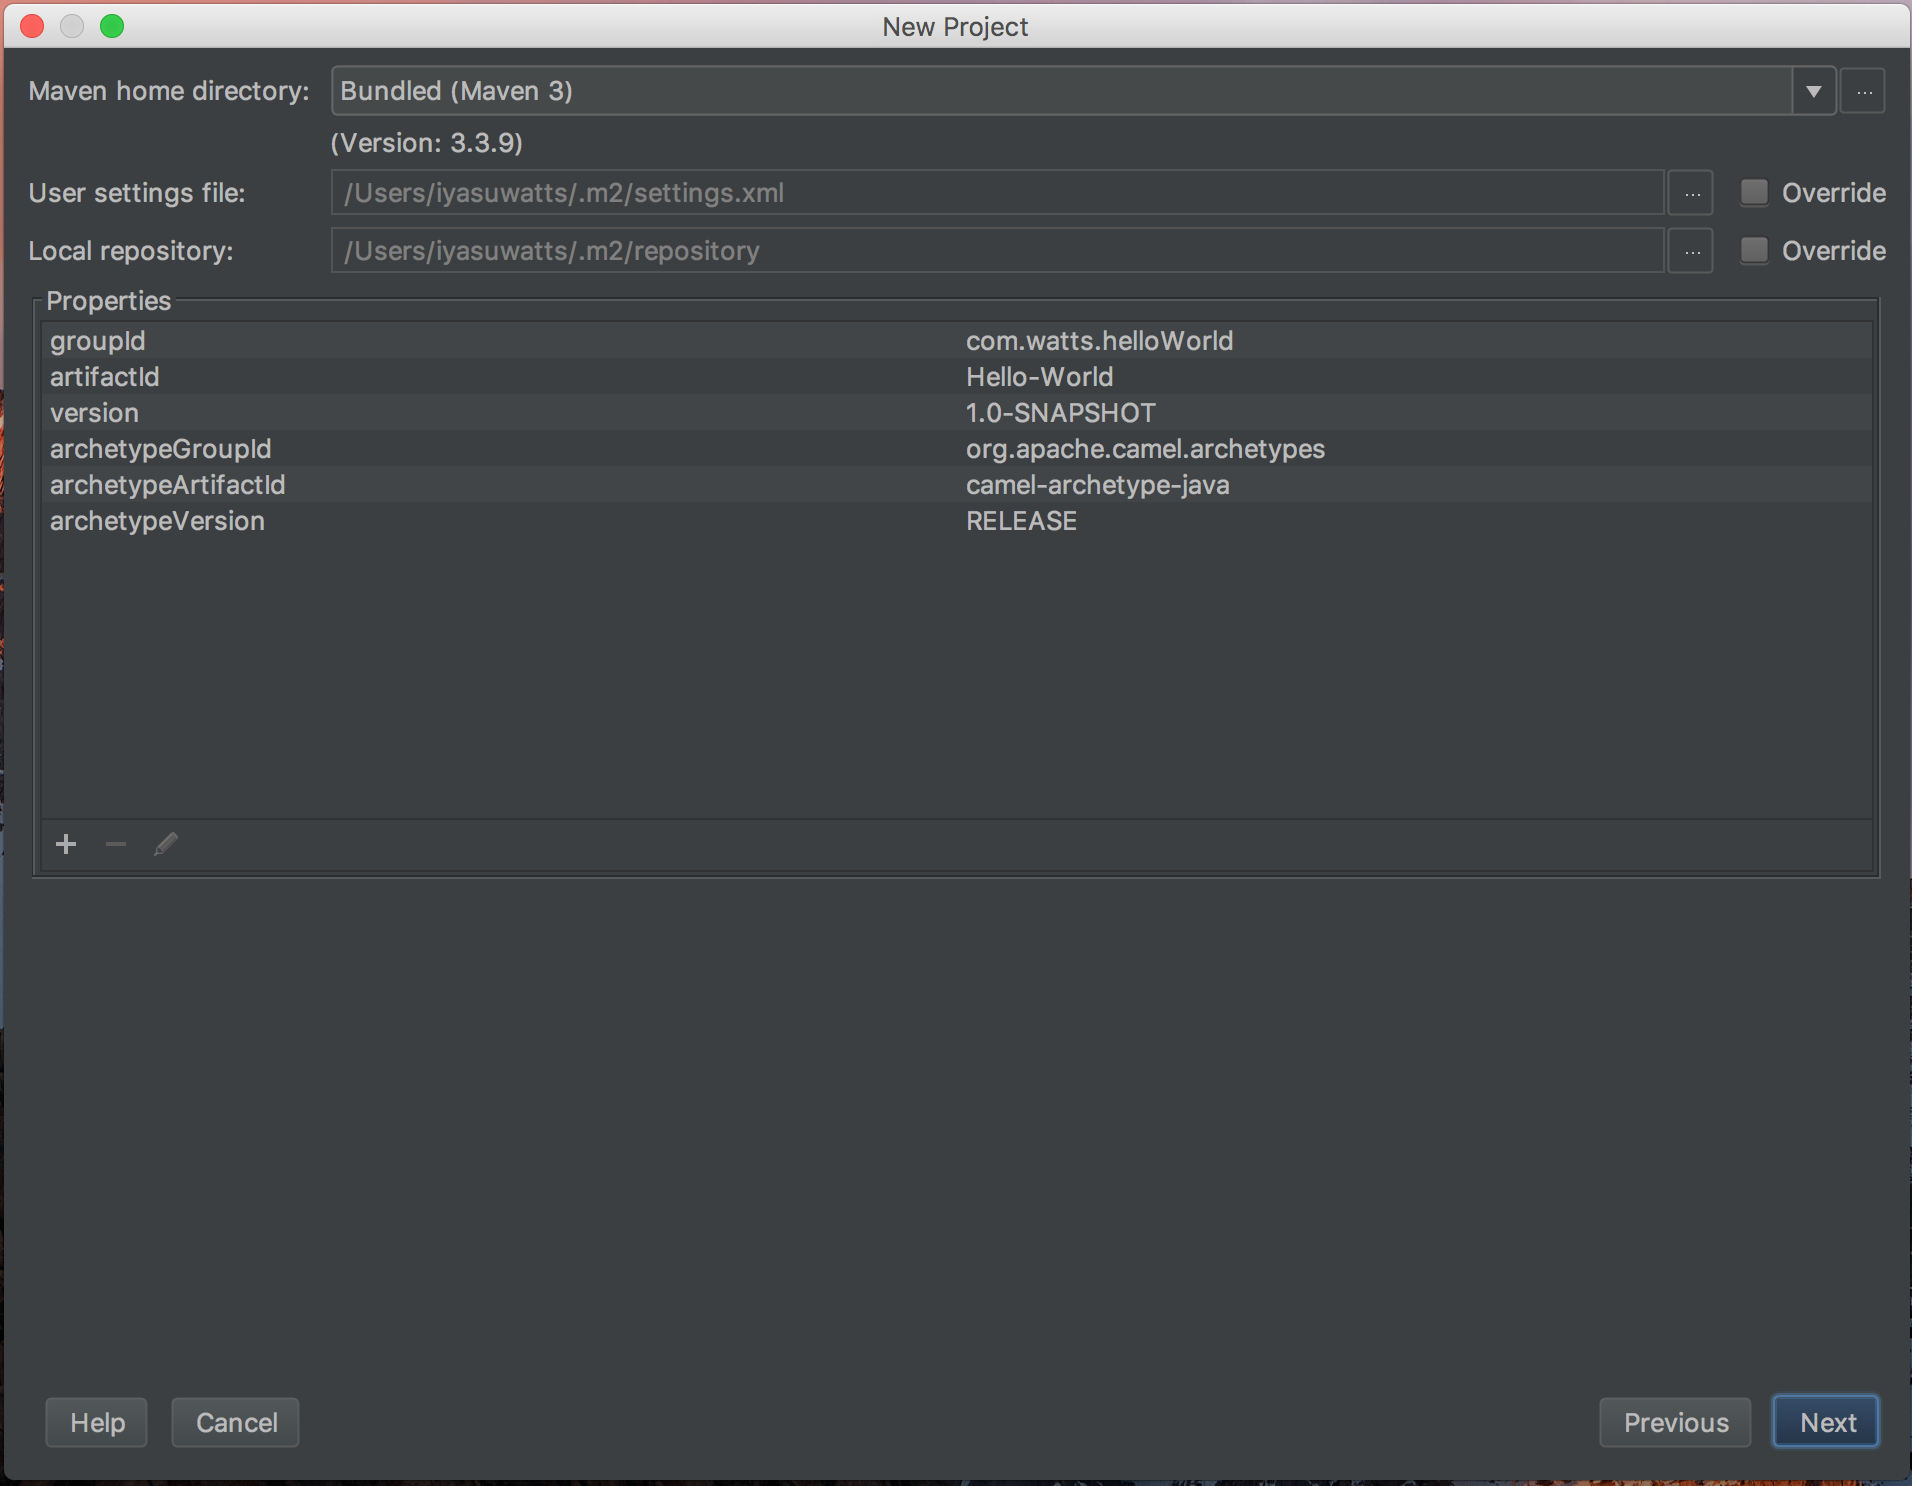 New Project
Maven home directory: Bundled (Maven 3) ...
(Version: 3.3.9)
User settings file: /Users/iyasuwatts/.m2/settings.xml ... Override
Local repository: /Users/iyasuwatts/.m2/repository ... Override
Properties
groupId com.watts.helloWorld
artifactId Hello-World
version 1.0-SNAPSHOT
archetypeGroupId org.apache.camel.archetypes
archetypeArtifactId camel-archetype-java
archetypeVersion RELEASE
Help Cancel Previous Next